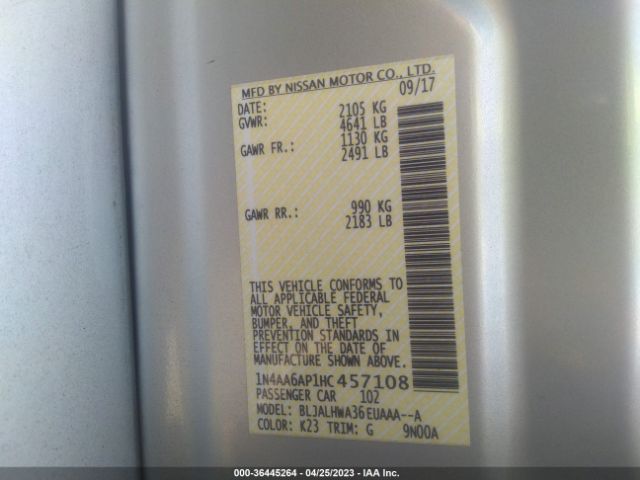 MFD BY NISSAN MOTOR CO., LTD.
DATE: 09/17
GVWR: 2105 KG
4641 LB
GAWR FR.: 1130 KG
2491 LB
GAWR RR.: 990 KG
2183 LB
THIS VEHICLE CONFORMS TO
ALL APPLICABLE FEDERAL
MOTOR VEHICLE SAFETY,
BUMPER, AND THEFT
PREVENTION STANDARDS IN
EFFECT ON THE DATE OF
MANUFACTURE SHOWN ABOVE.
1N4AA6AP1HC457108
PASSENGER CAR 102
MODEL: BLJALHWA36EUAAA--A
COLOR: K23 TRIM: G 9N00A
000-36445264 - 04/25/2023 - IAA Inc.